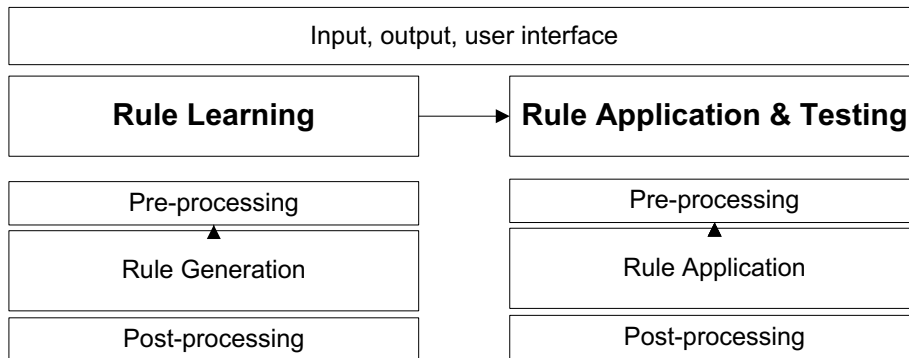 Input, output, user interface
Rule Learning
Rule Application & Testing
Pre-processing
Pre-processing
Rule Generation
Rule Application
Post-processing
Post-processing